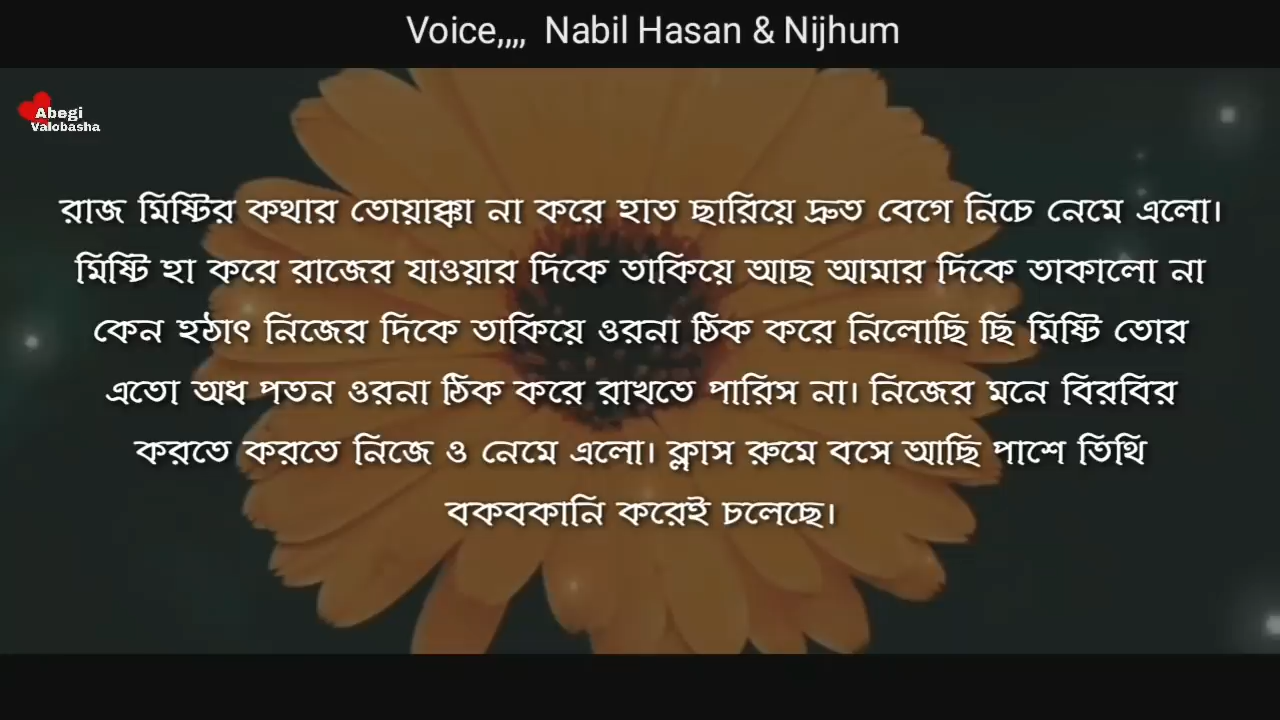 Voice,,,, Nabil Hasan & Nijhum
Abegi
Valobasha
রাজ মিষ্টির কথার তোয়াক্কা না করে হাত ছারিয়ে দ্রুত বেগে নিচে নেমে এলো।
মিষ্টি হা করে রাজের যাওয়ার দিকে তাকিয়ে আছ আমার দিকে তাকালো না
কেন হঠাৎ নিজের দিকে তাকিয়ে ওরনা ঠিক করে নিলোছি ছি মিষ্টি তোর
এতো অধ পতন ওরনা ঠিক করে রাখতে পারিস না। নিজের মনে বিরবির
করতে করতে নিজে ও নেমে এলো। ক্লাস রুমে বসে আছি পাশে তিথি
বকবকানি করেই চলেছে।